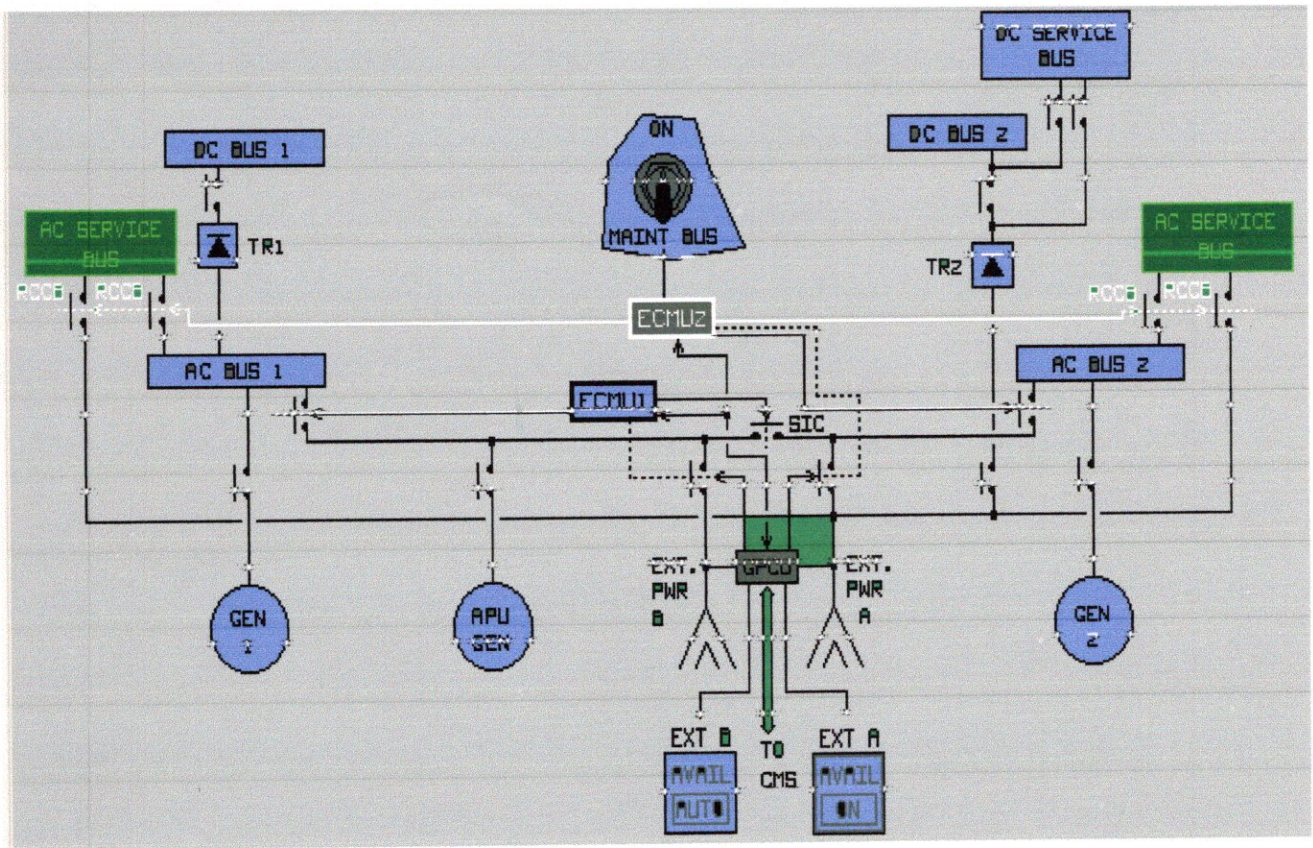 DC SERVICE
BUS
ON
DC BUS 1
DC BUS 2
MAINT BUS
AC SERVICE
BUS
TR1
AC SERVICE
BUS
TR2
ECMU2
AC BUS 1
AC BUS 2
ECMU1
SIC
EXT.
PWR
B
GPCU
EXT.
PWR
A
GEN
1
APU
GEN
GEN
2
EXT B
TO
CMS
EXT A
AVAIL
AUTO
AVAIL
ON